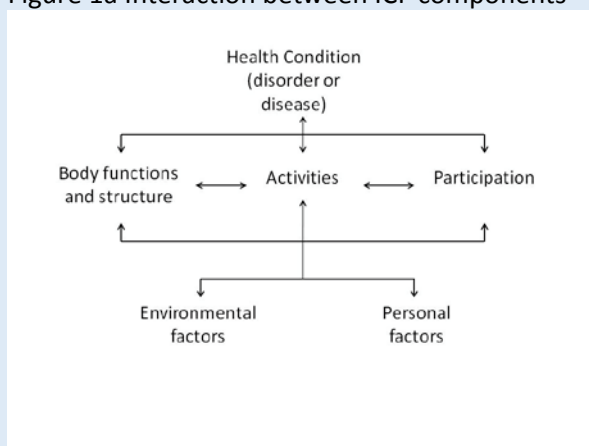 Figure 1a Interaction between ICF components
Health Condition
(disorder or
disease)
Body functions
and structure
Activities
Participation
Environmental
factors
Personal
factors